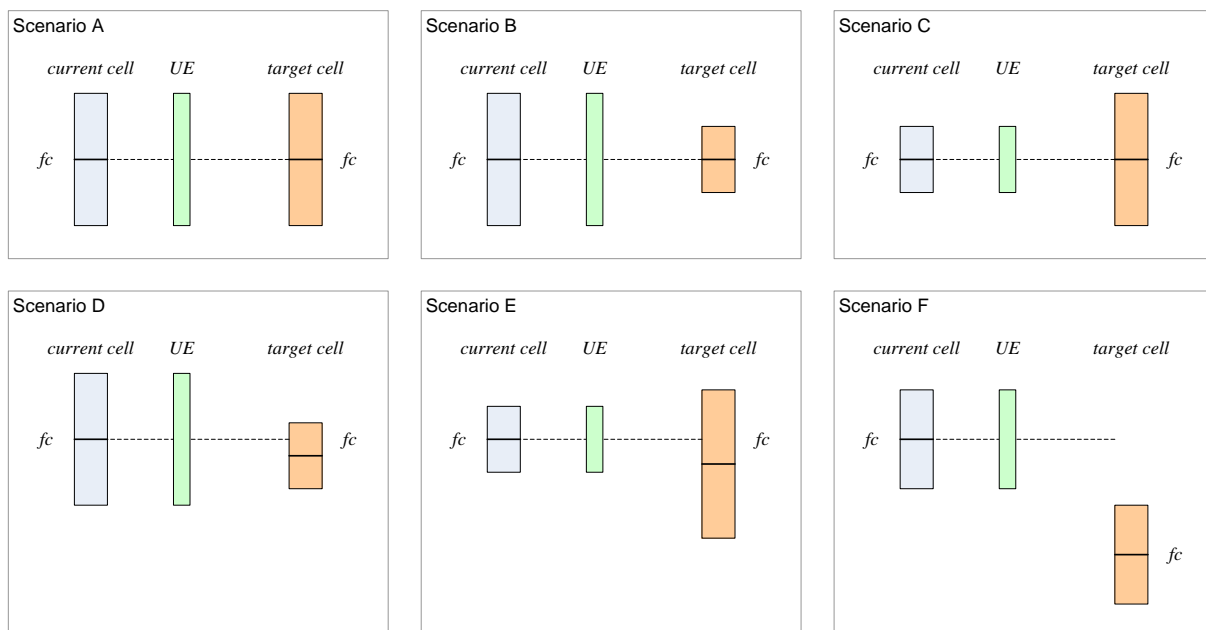 Scenario A
current cell UE target cell
fc fc
Scenario B
current cell UE target cell
fc fc
Scenario C
current cell UE target cell
fc fc
Scenario D
current cell UE target cell
fc fc
Scenario E
current cell UE target cell
fc fc
Scenario F
current cell UE target cell
fc
fc